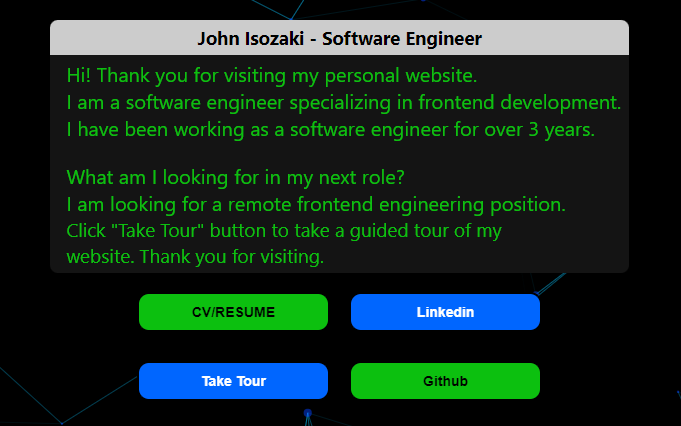 John Isozaki - Software Engineer
Hi! Thank you for visiting my personal website.
I am a software engineer specializing in frontend development.
I have been working as a software engineer for over 3 years.
What am I looking for in my next role?
I am looking for a remote frontend engineering position.
Click "Take Tour" button to take a guided tour of my
website. Thank you for visiting.
CV/RESUME
Linkedin
Take Tour
Github